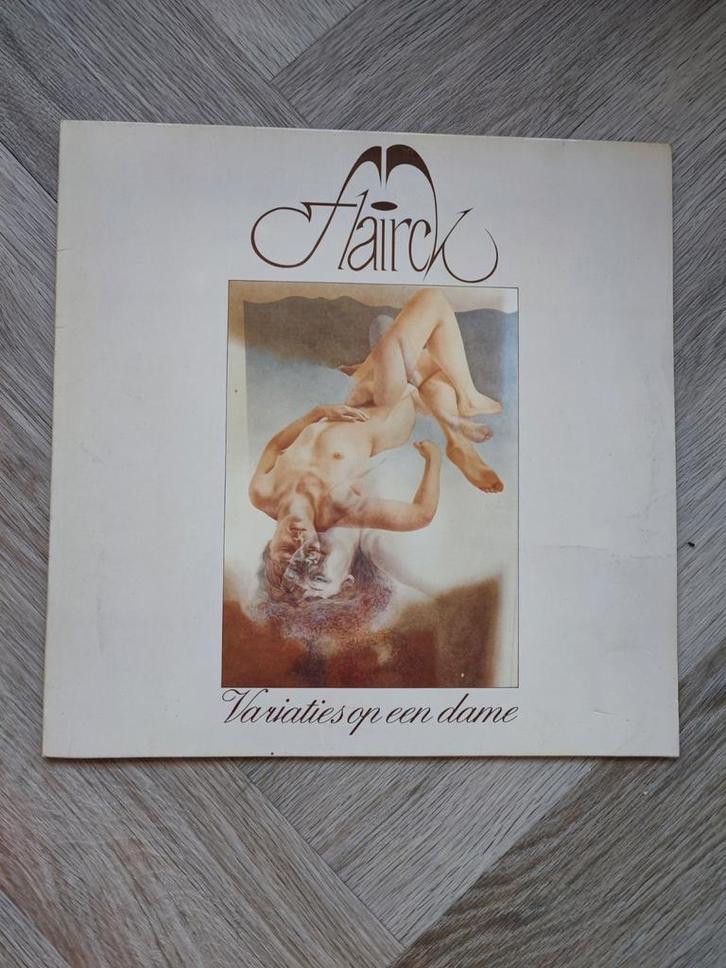 Flairck
Variaties op een dame